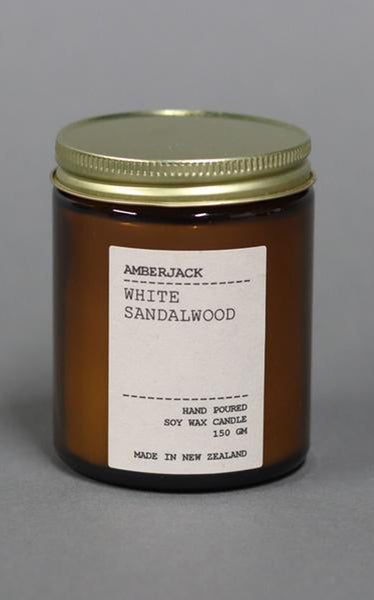 AMBERJACK
WHITE
SANDALWOOD
HAND POURED
SOY WAX CANDLE
150 GM
MADE IN NEW ZEALAND